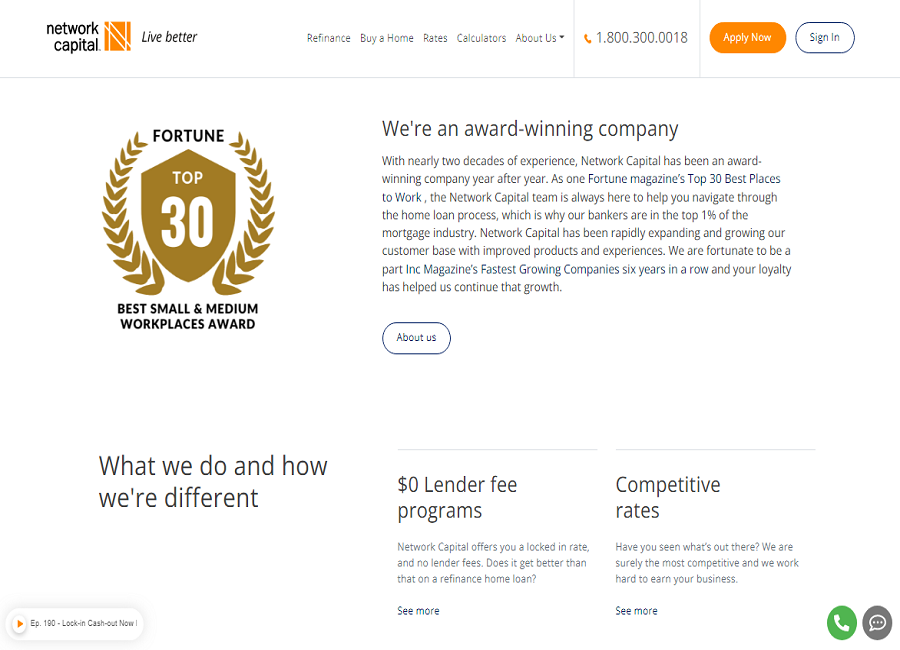 network
capital.
Live better
Refinance Buy a Home Rates Calculators About Us
1.800.300.0018
Apply Now
Sign In
FORTUNE
TOP
30
BEST SMALL & MEDIUM
WORKPLACES AWARD
We're an award-winning company
With nearly two decades of experience, Network Capital has been an award-
winning company year after year. As one Fortune magazine's Top 30 Best Places
to Work , the Network Capital team is always here to help you navigate through
the home loan process, which is why our bankers are in the top 1% of the
mortgage industry. Network Capital has been rapidly expanding and growing our
customer base with improved products and experiences. We are fortunate to be a
part Inc Magazine's Fastest Growing Companies six years in a row and your loyalty
has helped us continue that growth.
About us
What we do and how
we're different
$0 Lender fee
programs
Network Capital offers you a locked in rate,
and no lender fees. Does it get better than
that on a refinance home loan?
See more
Competitive
rates
Have you seen what's out there? We are
surely the most competitive and we work
hard to earn your business.
See more
Ep. 190 - Lock-in Cash-out Now